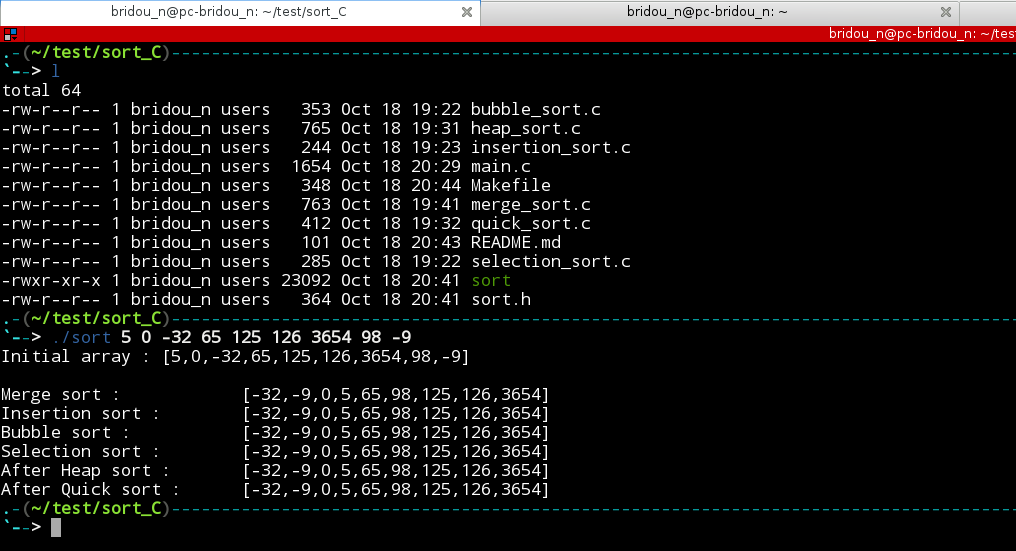 bridou_n@pc-bridou_n: ~/test/sort_C bridou_n@pc-bridou_n: ~
bridou_n@pc-bridou_n: ~/test
.-(~/test/sort_C)------------------------------------------------------------
`--> l
total 64
-rw-r--r-- 1 bridou_n users   353 Oct 18 19:22 bubble_sort.c
-rw-r--r-- 1 bridou_n users   765 Oct 18 19:31 heap_sort.c
-rw-r--r-- 1 bridou_n users   244 Oct 18 19:23 insertion_sort.c
-rw-r--r-- 1 bridou_n users  1654 Oct 18 20:29 main.c
-rw-r--r-- 1 bridou_n users   348 Oct 18 20:44 Makefile
-rw-r--r-- 1 bridou_n users   763 Oct 18 19:41 merge_sort.c
-rw-r--r-- 1 bridou_n users   412 Oct 18 19:32 quick_sort.c
-rw-r--r-- 1 bridou_n users   101 Oct 18 20:43 README.md
-rw-r--r-- 1 bridou_n users   285 Oct 18 19:22 selection_sort.c
-rwxr-xr-x 1 bridou_n users 23092 Oct 18 20:41 sort
-rw-r--r-- 1 bridou_n users   364 Oct 18 20:41 sort.h
.-(~/test/sort_C)------------------------------------------------------------
`--> ./sort 5 0 -32 65 125 126 3654 98 -9
Initial array : [5,0,-32,65,125,126,3654,98,-9]
Merge sort :            [-32,-9,0,5,65,98,125,126,3654]
Insertion sort :        [-32,-9,0,5,65,98,125,126,3654]
Bubble sort :           [-32,-9,0,5,65,98,125,126,3654]
Selection sort :        [-32,-9,0,5,65,98,125,126,3654]
After Heap sort :       [-32,-9,0,5,65,98,125,126,3654]
After Quick sort :      [-32,-9,0,5,65,98,125,126,3654]
.-(~/test/sort_C)------------------------------------------------------------
`-->